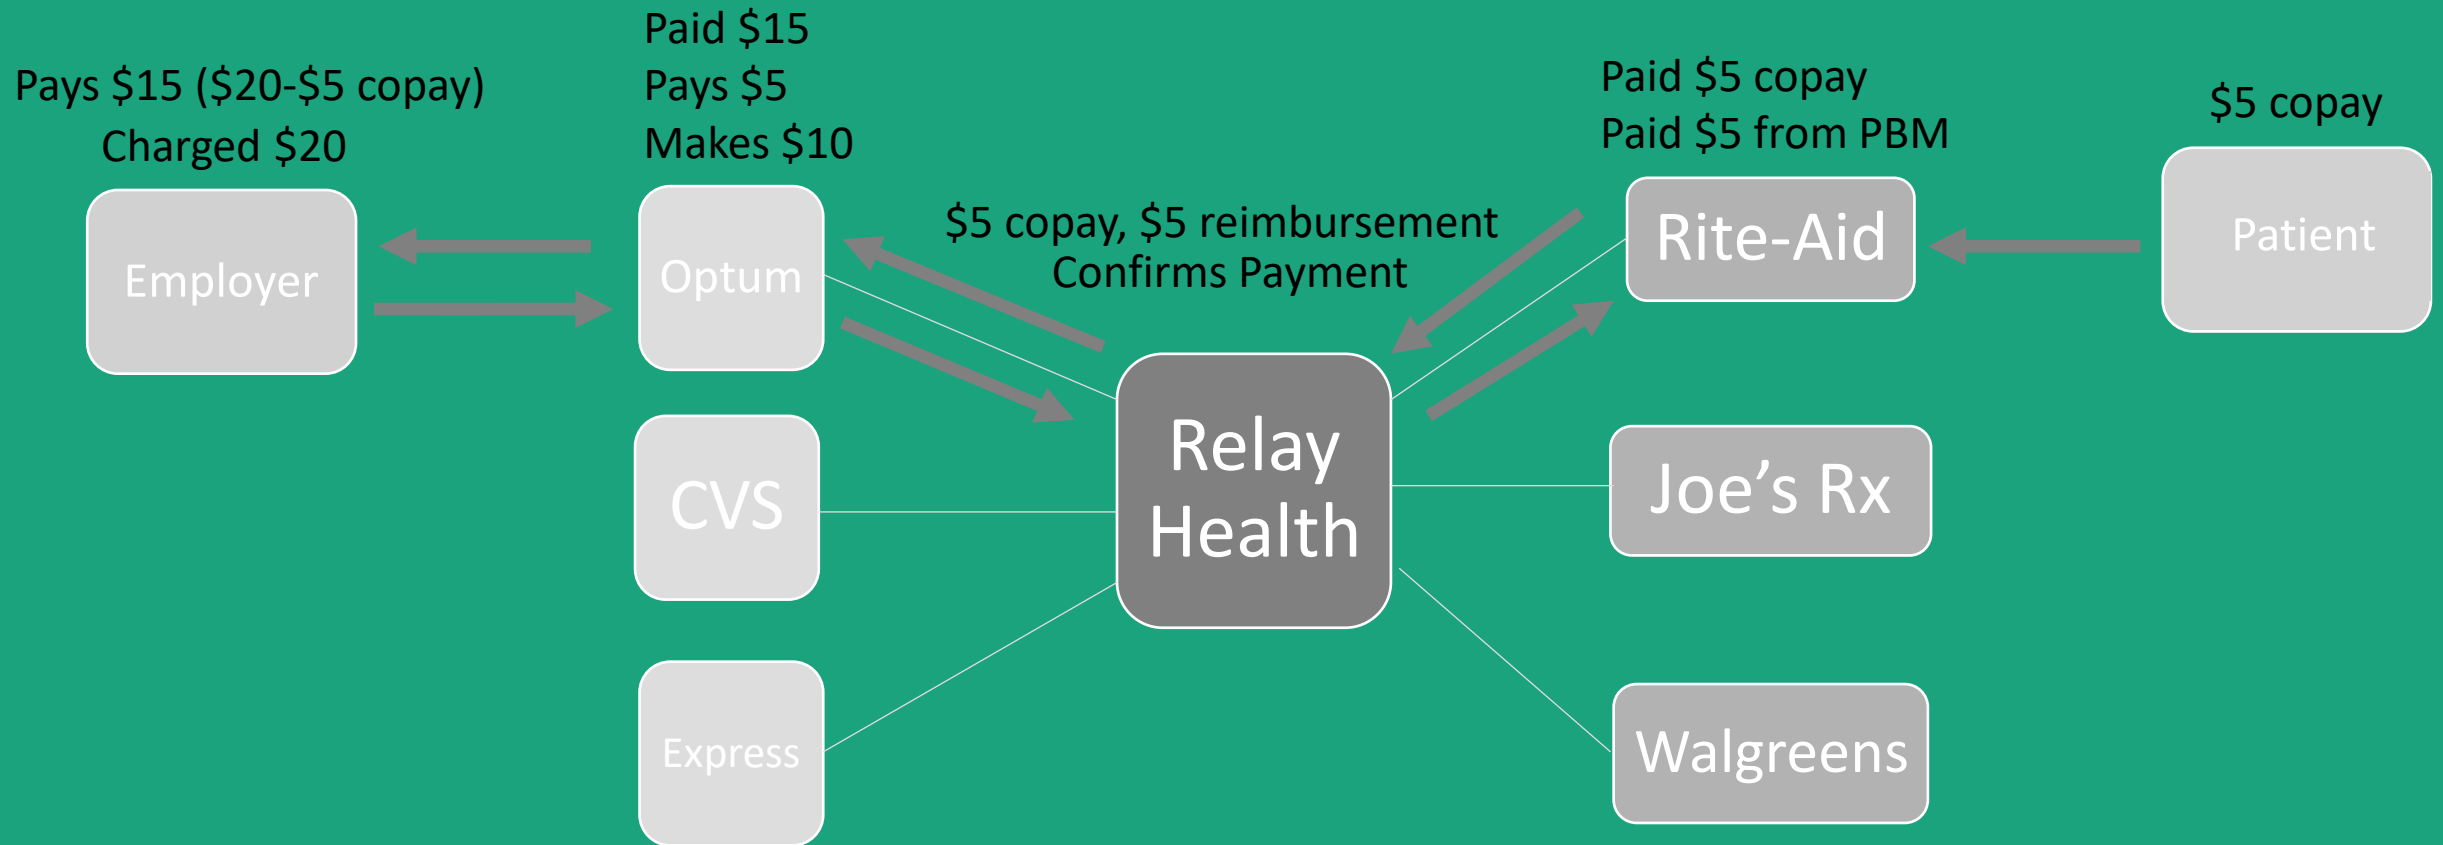 Pays $15 ($20-$5 copay)
Charged $20
Paid $15
Pays $5
Makes $10
$5 copay, $5 reimbursement
Confirms Payment
Paid $5 copay
Paid $5 from PBM
$5 copay
Employer
Optum
Rite-Aid
Patient
CVS
Relay
Health
Joe’s Rx
Express
Walgreens